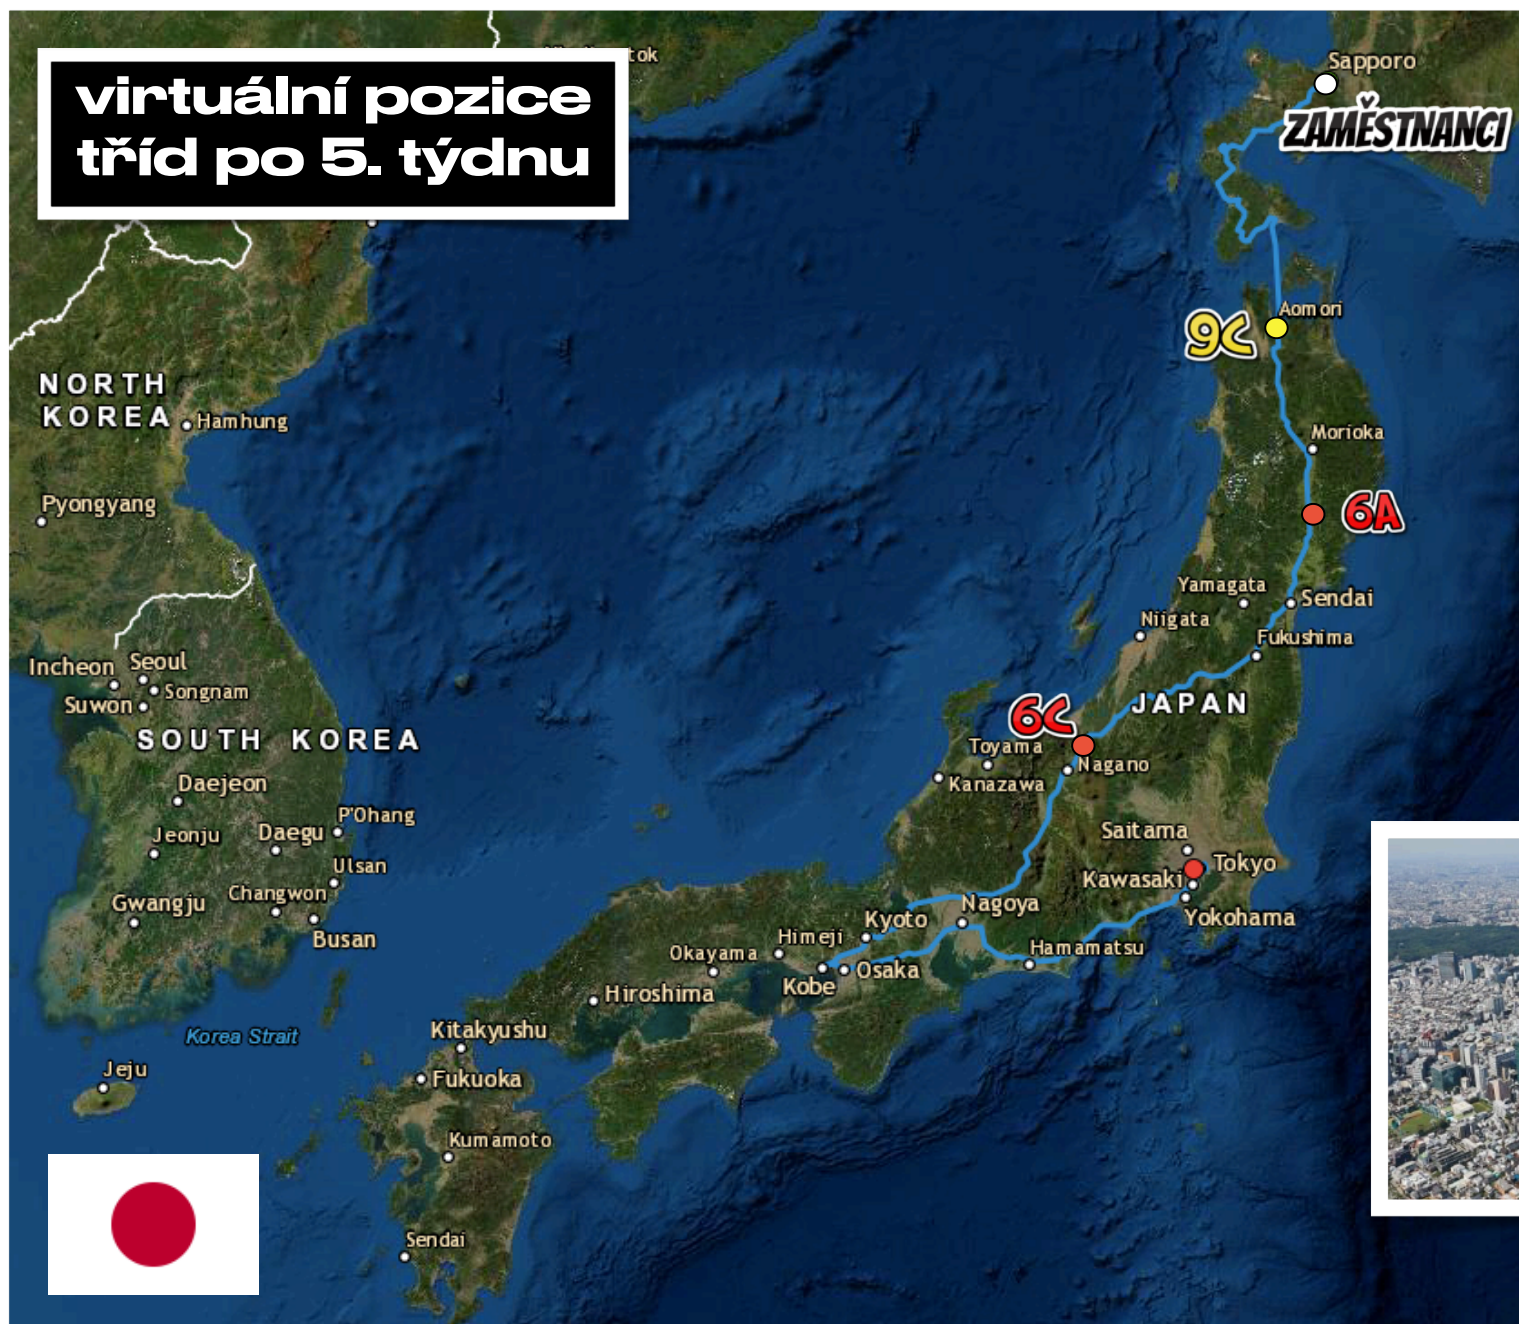 virtuální pozice
tříd po 5. týdnu
tok
Sapporo
ZAMĚSTNANCI
Aomori
9C
NORTH
KOREA
Hamhung
Morioka
Pyongyang
6A
Yamagata
Sendai
Niigata
Fukushima
Incheon
Seoul
Songnam
Suwon
JAPAN
6C
SOUTH KOREA
Toyama
Nagano
Kanazawa
Daejeon
P'Ohang
Jeonju
Daegu
Saitama
Tokyo
Ulsan
Kawasaki
Changwon
Gwangju
Nagoya
Yokohama
Kyoto
Busan
Himeji
Hamamatsu
Okayama
Osaka
Kobe
Hiroshima
Korea Strait
Kitakyushu
Jeju
Fukuoka
Kumamoto
Sendai